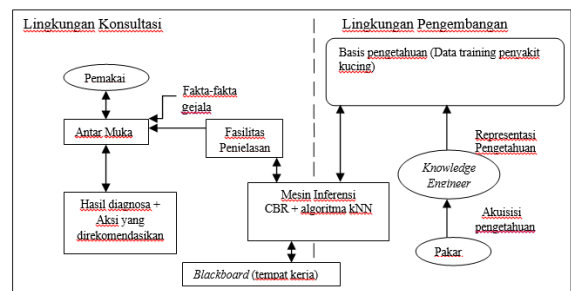 Lingkungan Konsultasi
Lingkungan Pengembangan
Basis pengetahuan (Data training penyakit
kucing)
Pemakai
Fakta-fakta
gejala
Antar Muka
Fasilitas
Penjelasan
Representasi
Pengetahuan
Knowledge
Engineer
Hasil diagnosa +
Aksi yang
direkomendasikan
Mesin Inferensi
CBR + algoritma kNN
Akuisisi
pengetahuan
Pakar
Blackboard (tempat kerja)